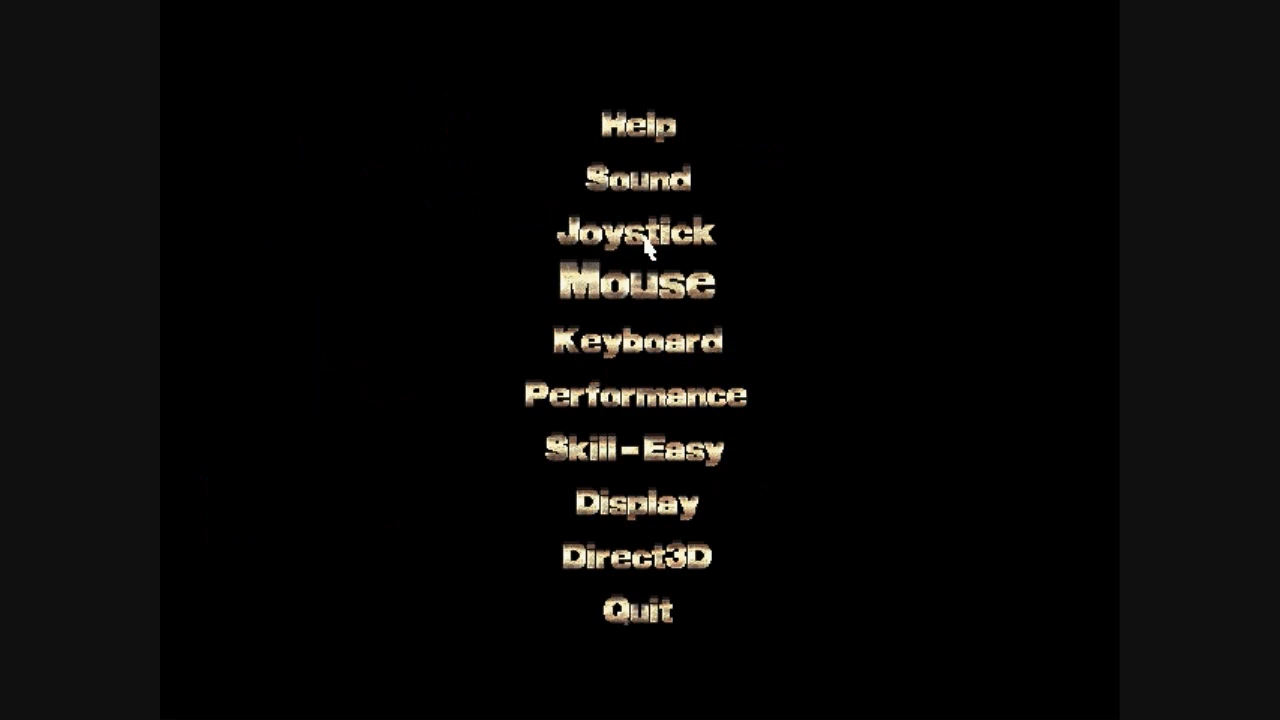 Help
Sound
Joystick
Mouse
Keyboard
Performance
Skill-Easy
Display
Direct3D
Quit